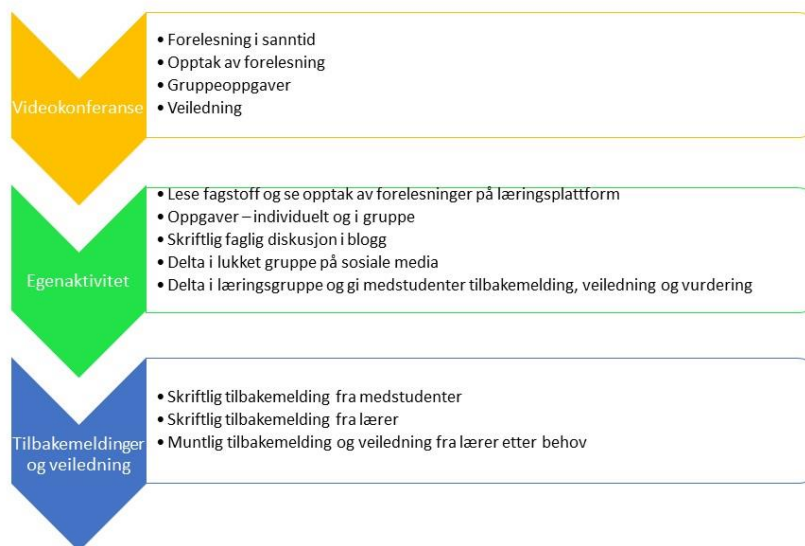 Videokonferanse
• Forelesning i sanntid
• Opptak av forelesning
• Gruppeoppgaver
• Veiledning
Egenaktivitet
• Lese fagstoff og se opptak av forelesninger på læringsplattform
• Oppgaver – individuelt og i gruppe
• Skriftlig faglig diskusjon i blogg
• Delta i lukket gruppe på sosiale media
• Delta i læringsgruppe og gi medstudenter tilbakemelding, veiledning og vurdering
Tilbakemeldinger
og veiledning
• Skriftlig tilbakemelding fra medstudenter
• Skriftlig tilbakemelding fra lærer
• Muntlig tilbakemelding og veiledning fra lærer etter behov